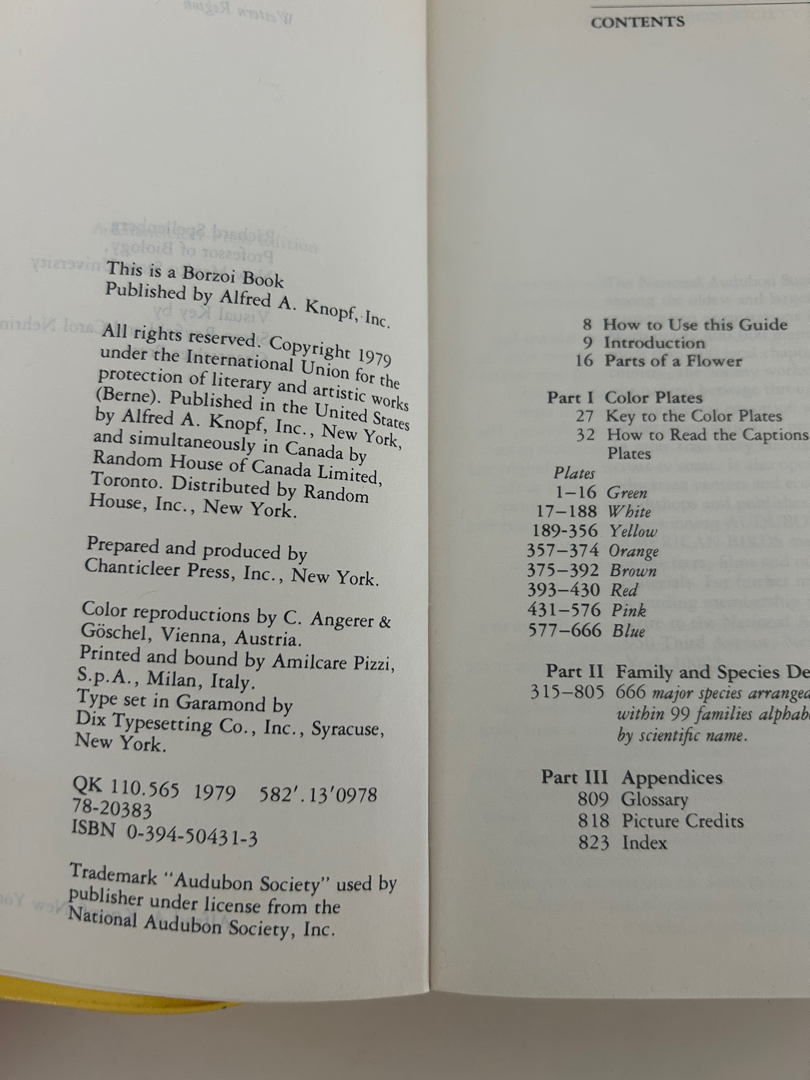 This is a Borzoi Book
Published by Alfred A. Knopf, Inc.
All rights reserved. Copyright 1979
under the International Union for the
protection of literary and artistic works
(Berne). Published in the United States
by Alfred A. Knopf, Inc., New York,
and simultaneously in Canada by
Random House of Canada Limited,
Toronto. Distributed by Random
House, Inc., New York.
Prepared and produced by
Chanticleer Press, Inc., New York.
Color reproductions by C. Angerer &
Göschel, Vienna, Austria.
Printed and bound by Amilcare Pizzi,
S.p.A., Milan, Italy.
Type set in Garamond by
Dix Typesetting Co., Inc., Syracuse,
New York.
QK 110.565 1979 582'.13'0978
78-20383
ISBN 0-394-50431-3
Trademark "Audubon Society" used by
publisher under license from the
National Audubon Society, Inc.
CONTENTS
8 How to Use this Guide
9 Introduction
16 Parts of a Flower
Part I Color Plates
27 Key to the Color Plates
32 How to Read the Captions
Plates
Plates
1–16 Green
17–188 White
189-356 Yellow
357–374 Orange
375–392 Brown
393–430 Red
431–576 Pink
577–666 Blue
Part II Family and Species De
315–805 666 major species arranged
within 99 families alphab
by scientific name.
Part III Appendices
809 Glossary
818 Picture Credits
823 Index